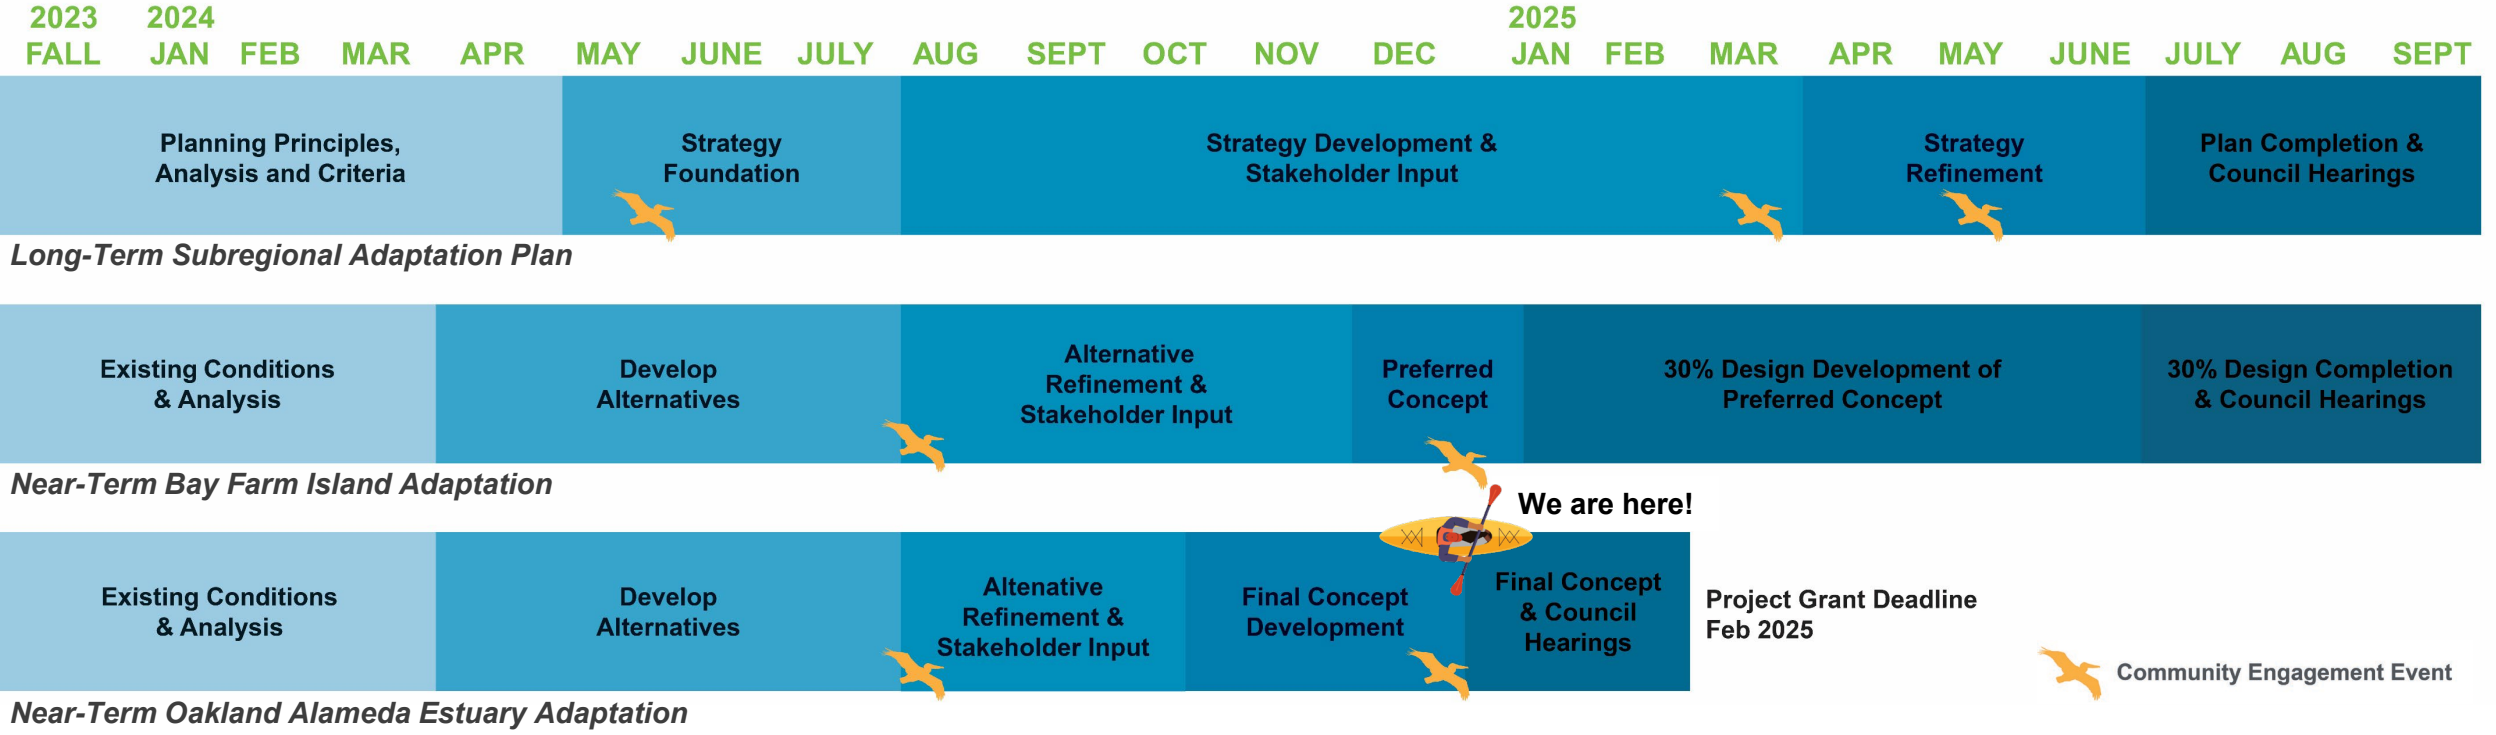 2023 2024 2025
FALL JAN FEB MAR APR MAY JUNE JULY AUG SEPT OCT NOV DEC JAN FEB MAR APR MAY JUNE JULY AUG SEPT
Planning Principles,
Analysis and Criteria
Strategy
Foundation
Strategy Development &
Stakeholder Input
Strategy
Refinement
Plan Completion &
Council Hearings
Long-Term Subregional Adaptation Plan
Existing Conditions
& Analysis
Develop
Alternatives
Alternative
Refinement &
Stakeholder Input
Preferred
Concept
30% Design Development of
Preferred Concept
30% Design Completion
& Council Hearings
Near-Term Bay Farm Island Adaptation
We are here!
Existing Conditions
& Analysis
Develop
Alternatives
Altenative
Refinement &
Stakeholder Input
Final Concept
Development
Final Concept
& Council
Hearings
Project Grant Deadline
Feb 2025
Community Engagement Event
Near-Term Oakland Alameda Estuary Adaptation